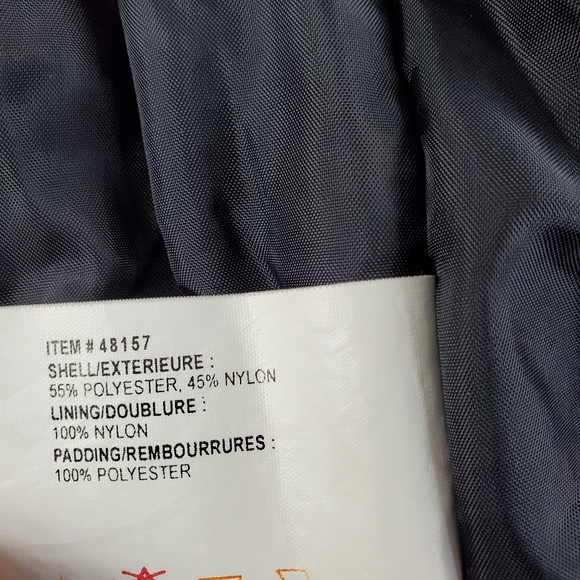 ITEM # 48157
SHELL/EXTERIEURE :
55% POLYESTER, 45% NYLON
LINING/DOUBLURE :
100% NYLON
PADDING/REMBOURRURES :
100% POLYESTER